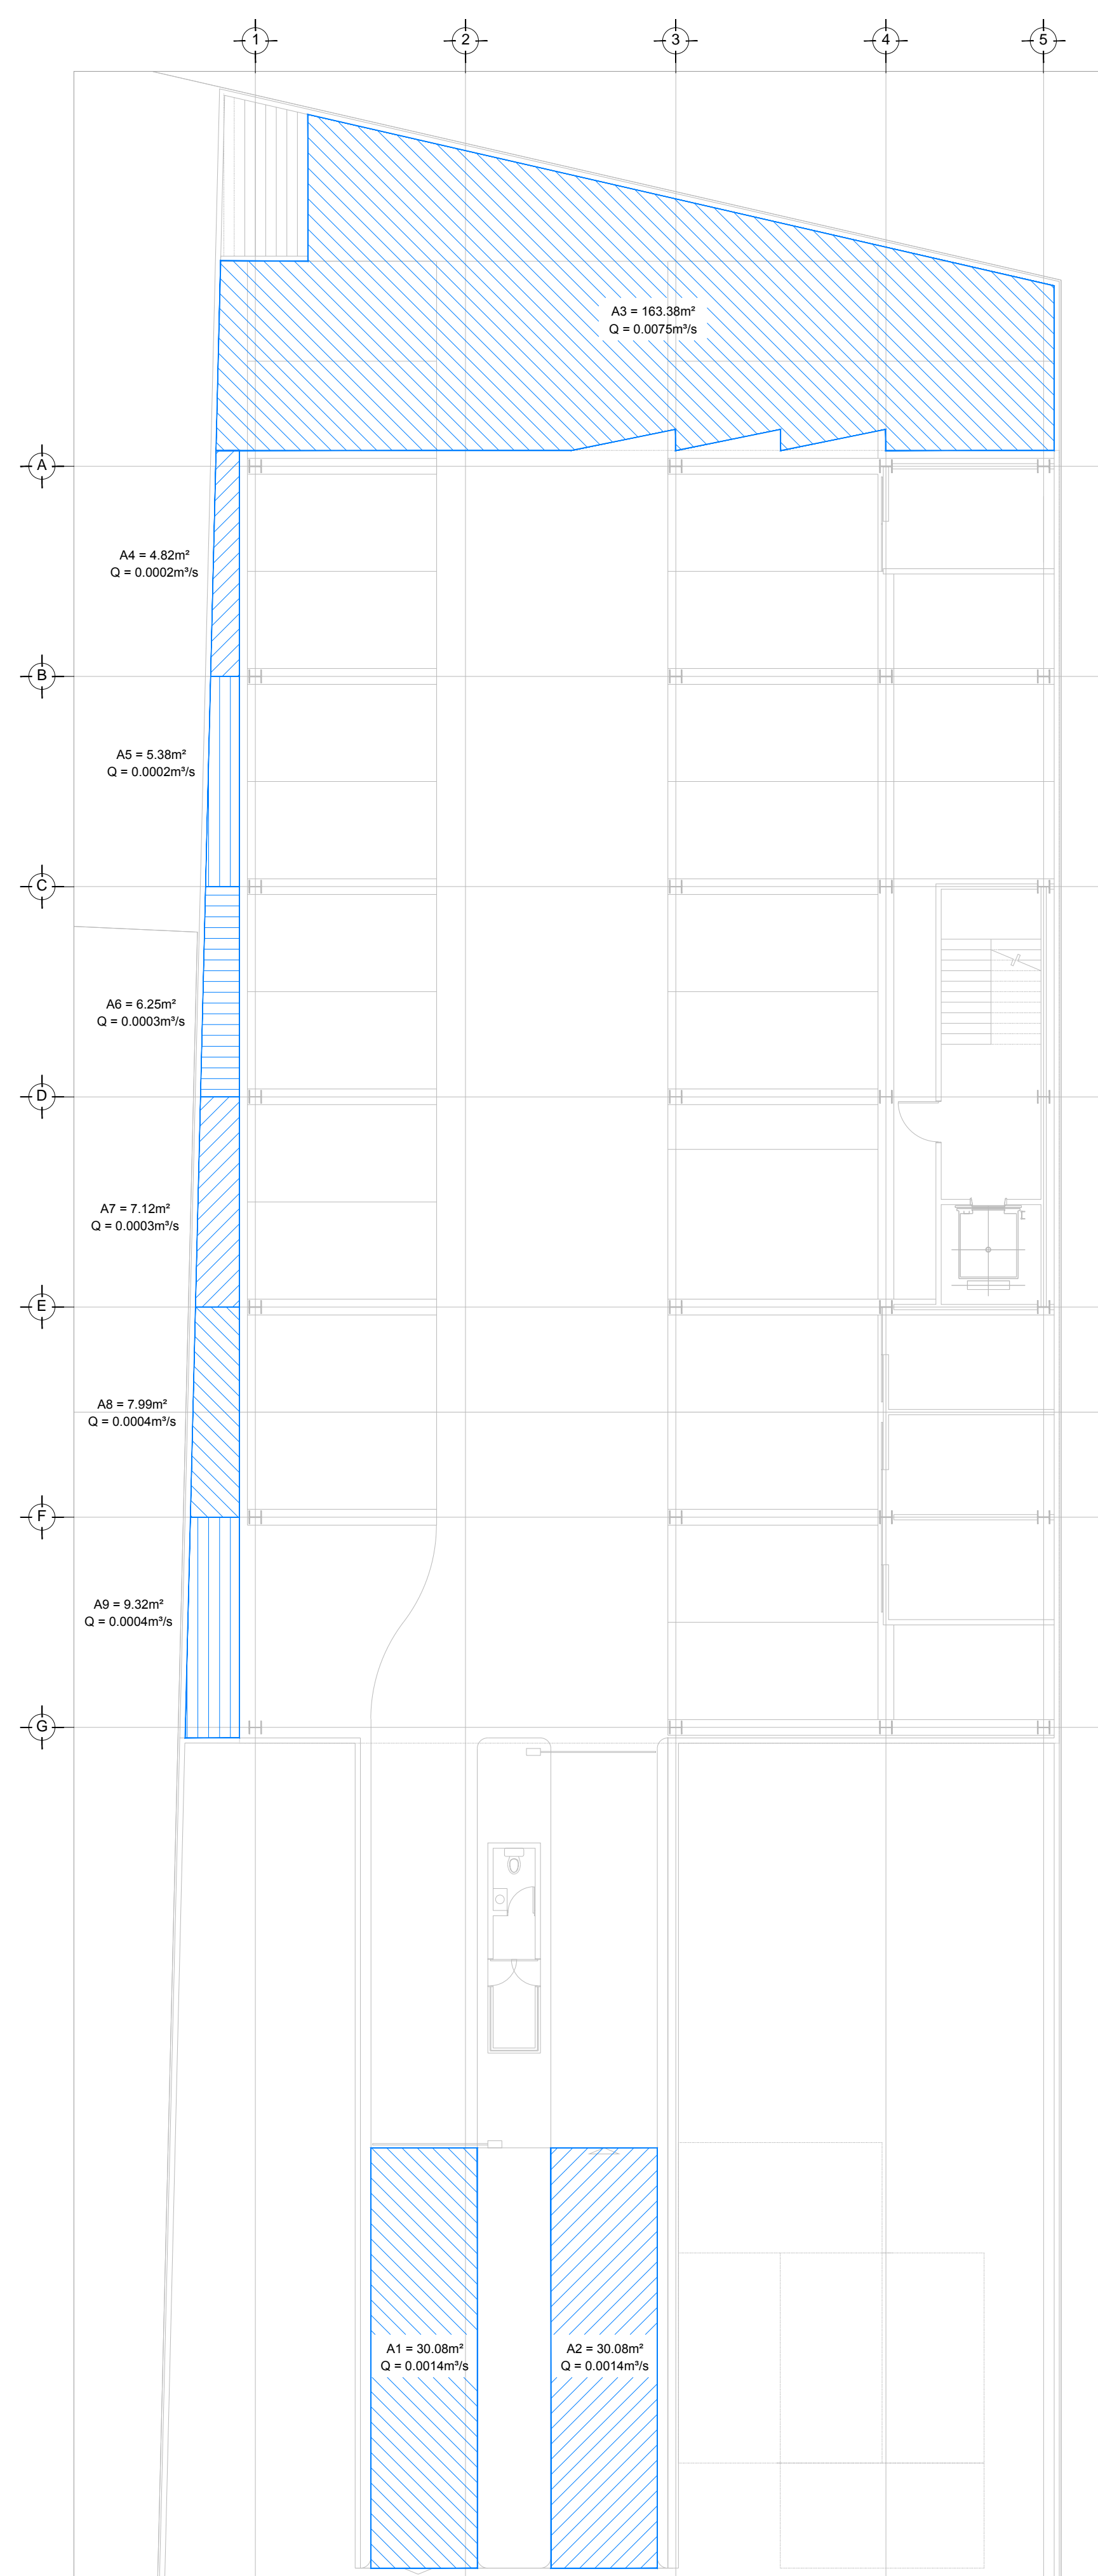 1
2
3
4
5
A3 = 163.38m²
Q = 0.0075m³/s
A
A4 = 4.82m²
Q = 0.0002m³/s
B
A5 = 5.38m²
Q = 0.0002m³/s
C
A6 = 6.25m²
Q = 0.0003m³/s
D
A7 = 7.12m²
Q = 0.0003m³/s
E
A8 = 7.99m²
Q = 0.0004m³/s
F
A9 = 9.32m²
Q = 0.0004m³/s
G
A1 = 30.08m²
Q = 0.0014m³/s
A2 = 30.08m²
Q = 0.0014m³/s